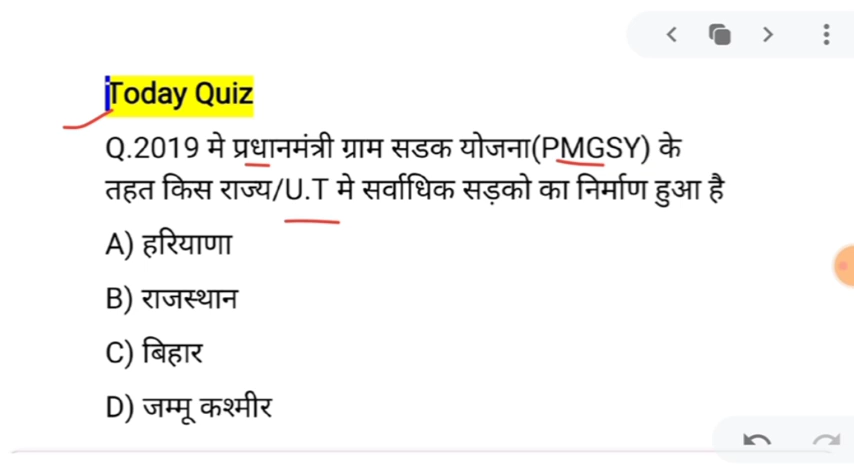 Today Quiz
Q.2019 मे प्रधानमंत्री ग्राम सडक योजना(PMGSY) के
तहत किस राज्य/U.T मे सर्वाधिक सड़को का निर्माण हुआ है
A) हरियाणा
B) राजस्थान
C) बिहार
D) जम्मू कश्मीर